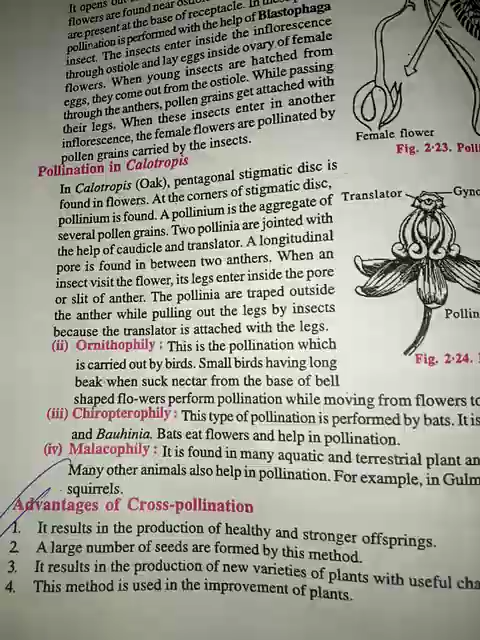 It opens out
flowers are found near
are present at the base of receptacle. In
pollination is performed with the help of Blastophaga
insect. The insects enter inside the inflorescence
through ostiole and lay eggs inside ovary of female
flowers. When young insects are hatched from
eggs, they come out from the ostiole. While passing
through the anthers, pollen grains get attached with
their legs. When these insects enter in another
inflorescence, the female flowers are pollinated by
pollen grains carried by the insects.
Female flower
Fig. 2·23. Poll
Pollination in Calotropis
In Calotropis (Oak), pentagonal stigmatic disc is
found in flowers. At the corners of stigmatic disc,
pollinium is found. A pollinium is the aggregate of
several pollen grains. Two pollinia are jointed with
the help of caudicle and translator. A longitudinal
pore is found in between two anthers. When an
insect visit the flower, its legs enter inside the pore
or slit of anther. The pollinia are traped outside
the anther while pulling out the legs by insects
because the translator is attached with the legs.
Translator
Gyno
Pollin
Fig. 2·24.
(ii) Ornithophily : This is the pollination which
is carried out by birds. Small birds having long
beak when suck nectar from the base of bell
shaped flo-wers perform pollination while moving from flowers to
(iii) Chiropterophily : This type of pollination is performed by bats. It is
and Bauhinia. Bats eat flowers and help in pollination.
(iv) Malacophily : It is found in many aquatic and terrestrial plant an
Many other animals also help in pollination. For example, in Gulm
squirrels.
Advantages of Cross-pollination
1. It results in the production of healthy and stronger offsprings.
2. A large number of seeds are formed by this method.
3. It results in the production of new varieties of plants with useful cha
4. This method is used in the improvement of plants.